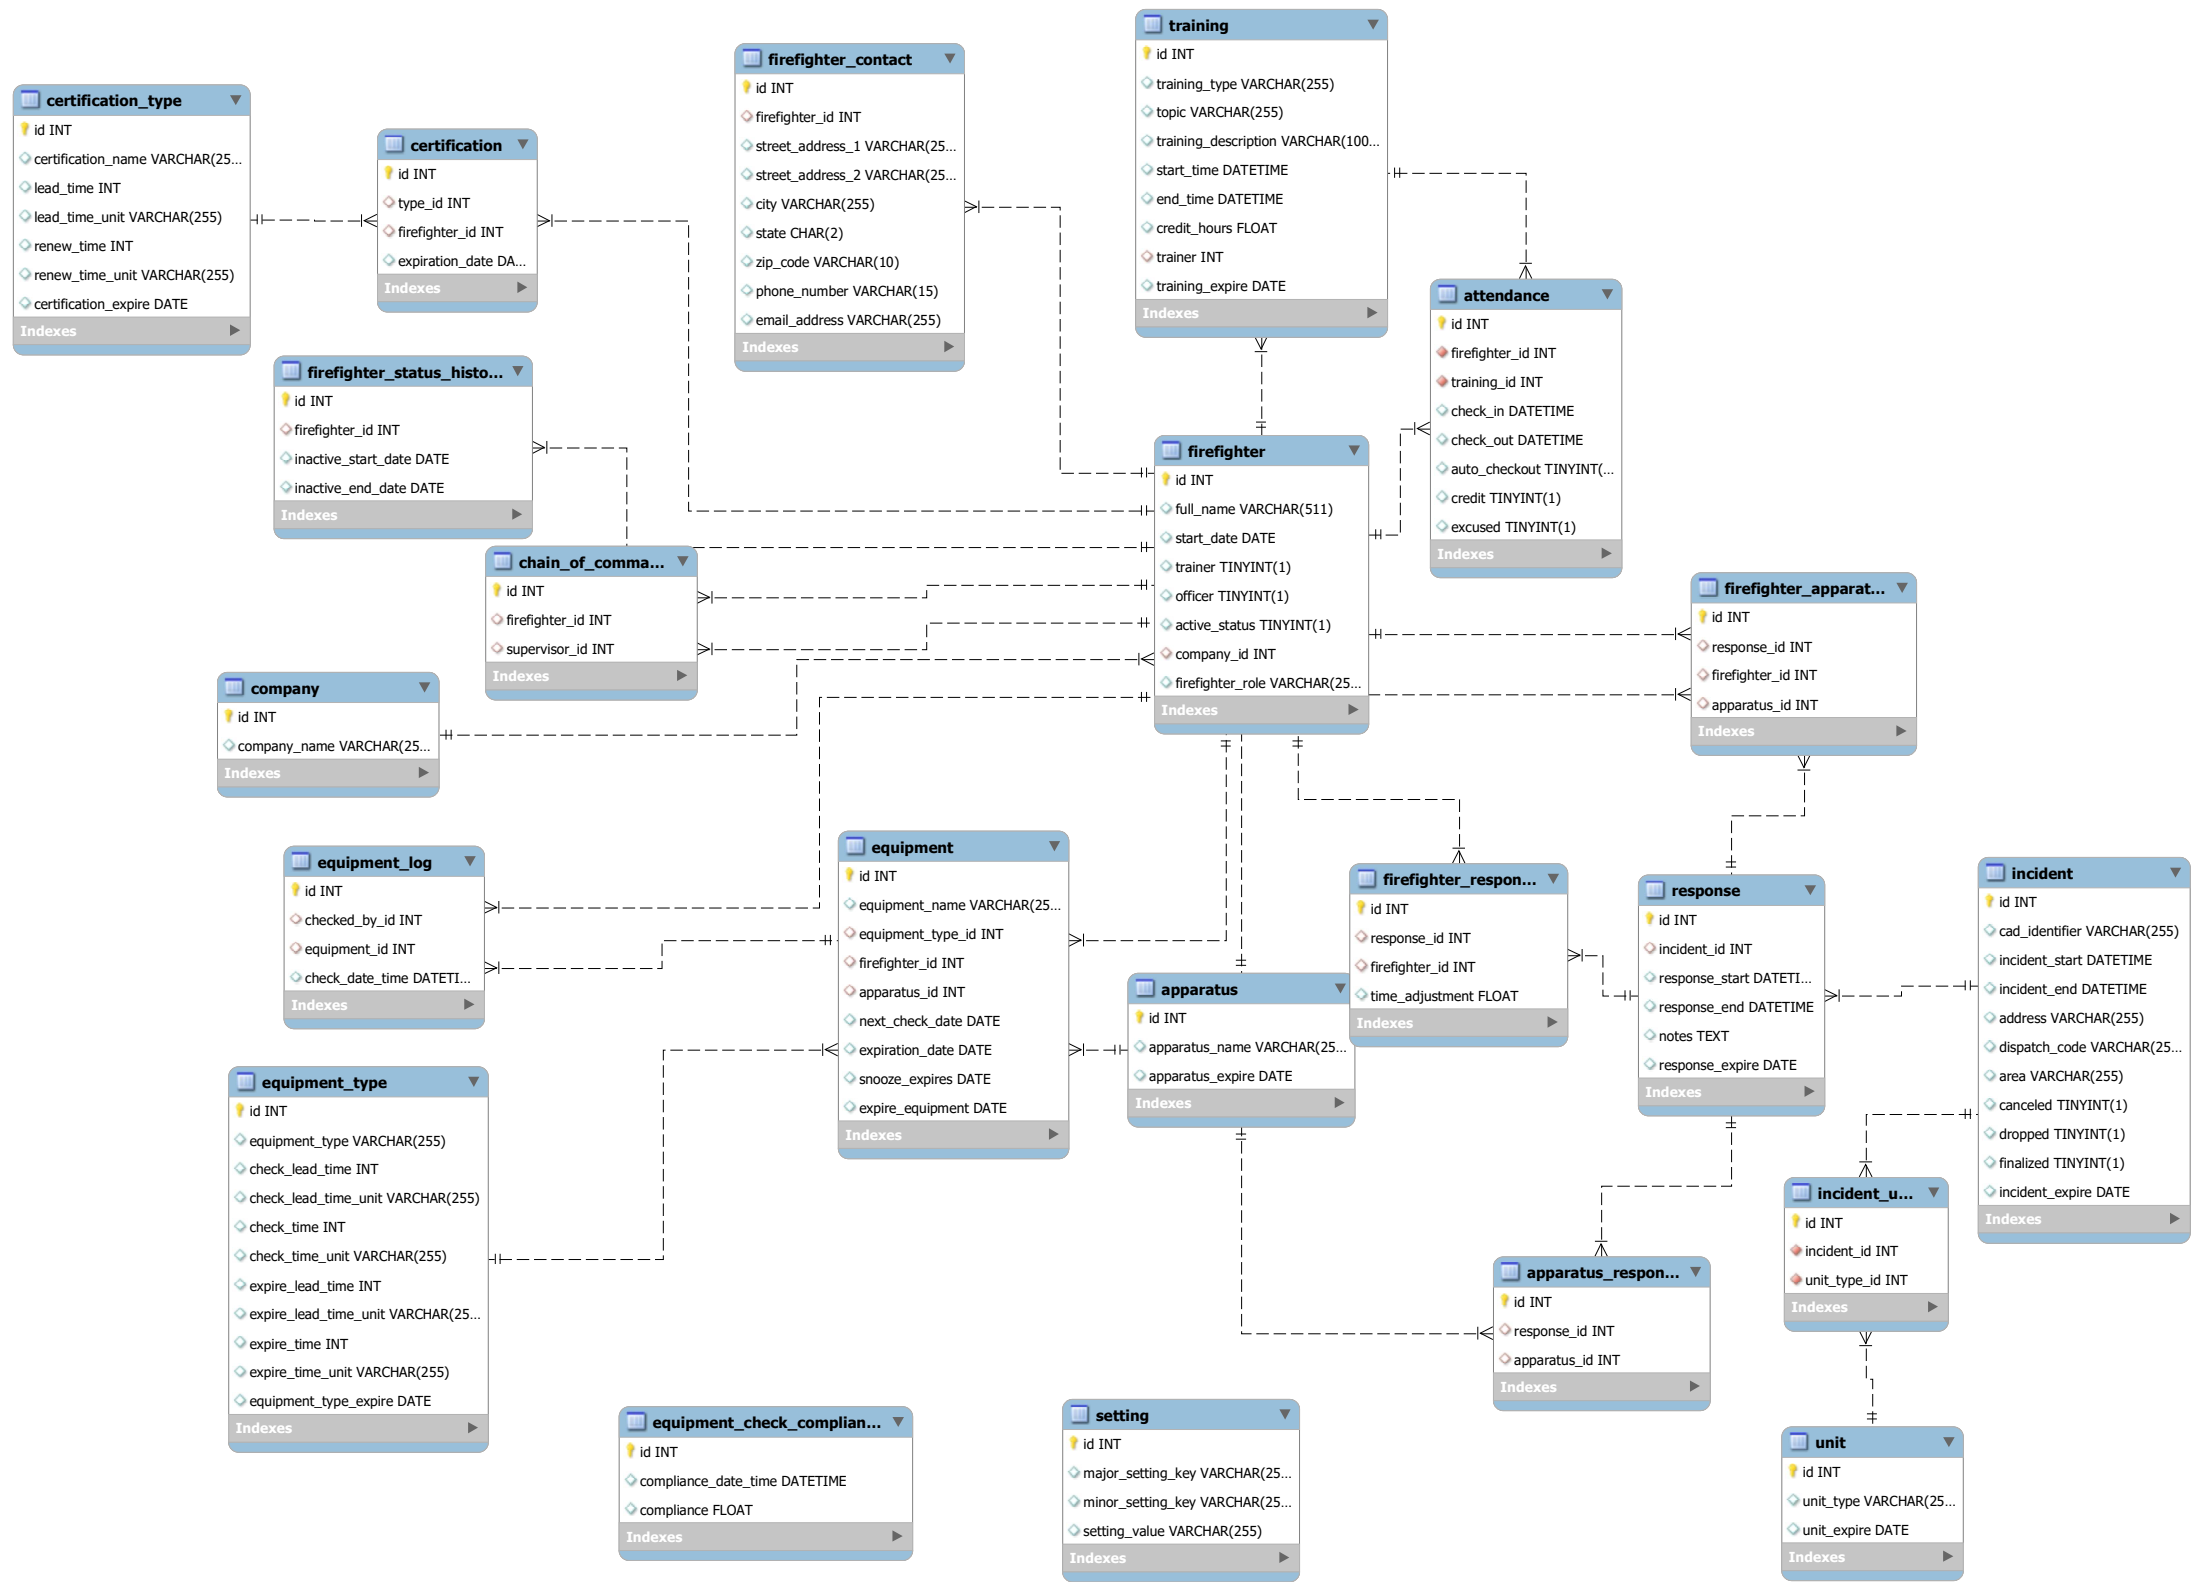 training
id INT
training_type VARCHAR(255)
topic VARCHAR(255)
training_description VARCHAR(100...
start_time DATETIME
end_time DATETIME
credit_hours FLOAT
trainer INT
training_expire DATE
Indexes
firefighter_contact
id INT
firefighter_id INT
street_address_1 VARCHAR(25...
street_address_2 VARCHAR(25...
city VARCHAR(255)
state CHAR(2)
zip_code VARCHAR(10)
phone_number VARCHAR(15)
email_address VARCHAR(255)
Indexes
certification_type
id INT
certification_name VARCHAR(25...
lead_time INT
lead_time_unit VARCHAR(255)
renew_time INT
renew_time_unit VARCHAR(255)
certification_expire DATE
Indexes
certification
id INT
type_id INT
firefighter_id INT
expiration_date DA...
Indexes
attendance
id INT
firefighter_id INT
training_id INT
check_in DATETIME
check_out DATETIME
auto_checkout TINYINT(...
credit TINYINT(1)
excused TINYINT(1)
Indexes
firefighter_status_histo...
id INT
firefighter_id INT
inactive_start_date DATE
inactive_end_date DATE
Indexes
firefighter
id INT
full_name VARCHAR(511)
start_date DATE
trainer TINYINT(1)
officer TINYINT(1)
active_status TINYINT(1)
company_id INT
firefighter_role VARCHAR(25...
Indexes
chain_of_comma...
id INT
firefighter_id INT
supervisor_id INT
Indexes
firefighter_apparat...
id INT
response_id INT
firefighter_id INT
apparatus_id INT
Indexes
company
id INT
company_name VARCHAR(25...
Indexes
equipment_log
id INT
checked_by_id INT
equipment_id INT
check_date_time DATETI...
Indexes
equipment
id INT
equipment_name VARCHAR(25...
equipment_type_id INT
firefighter_id INT
apparatus_id INT
next_check_date DATE
expiration_date DATE
snooze_expires DATE
expire_equipment DATE
Indexes
apparatus
id INT
apparatus_name VARCHAR(25...
apparatus_expire DATE
Indexes
firefighter_respon...
id INT
response_id INT
firefighter_id INT
time_adjustment FLOAT
Indexes
response
id INT
incident_id INT
response_start DATETI...
response_end DATETIME
notes TEXT
response_expire DATE
Indexes
incident
id INT
cad_identifier VARCHAR(255)
incident_start DATETIME
incident_end DATETIME
address VARCHAR(255)
dispatch_code VARCHAR(25...
area VARCHAR(255)
canceled TINYINT(1)
dropped TINYINT(1)
finalized TINYINT(1)
incident_expire DATE
Indexes
equipment_type
id INT
equipment_type VARCHAR(255)
check_lead_time INT
check_lead_time_unit VARCHAR(255)
check_time INT
check_time_unit VARCHAR(255)
expire_lead_time INT
expire_lead_time_unit VARCHAR(25...
expire_time INT
expire_time_unit VARCHAR(255)
equipment_type_expire DATE
Indexes
incident_u...
id INT
incident_id INT
unit_type_id INT
Indexes
apparatus_respon...
id INT
response_id INT
apparatus_id INT
Indexes
equipment_check_complian...
id INT
compliance_date_time DATETIME
compliance FLOAT
Indexes
setting
id INT
major_setting_key VARCHAR(25...
minor_setting_key VARCHAR(25...
setting_value VARCHAR(255)
Indexes
unit
id INT
unit_type VARCHAR(25...
unit_expire DATE
Indexes